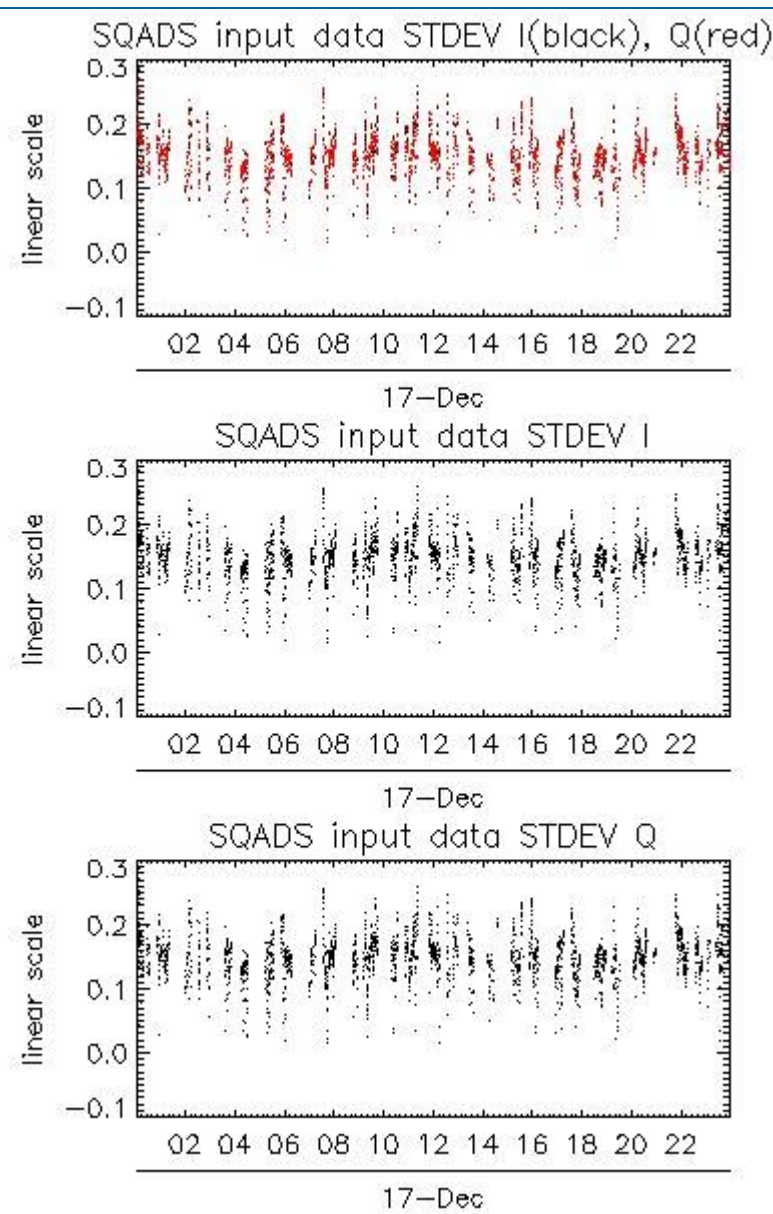 SQADS input data STDEV I(black), Q(red)
0.3
0.2
0.1
0.0
−0.1
linear scale
02 04 06 08 10 12 14 16 18 20 22
17−Dec
SQADS input data STDEV I
0.3
0.2
0.1
0.0
−0.1
linear scale
02 04 06 08 10 12 14 16 18 20 22
17−Dec
SQADS input data STDEV Q
0.3
0.2
0.1
0.0
−0.1
linear scale
02 04 06 08 10 12 14 16 18 20 22
17−Dec